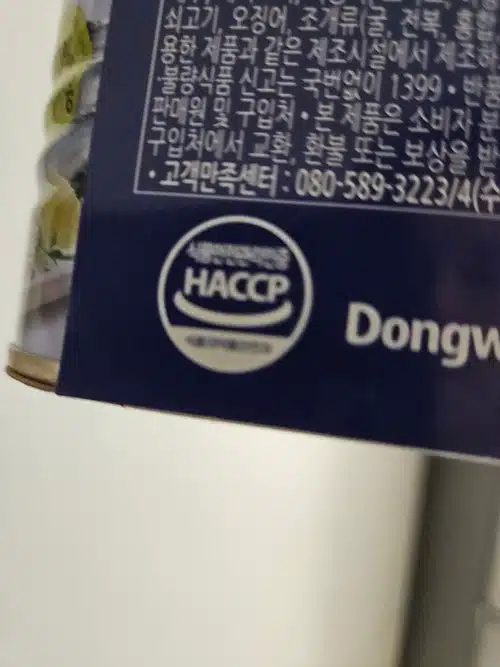 쇠고기, 오징어, 조개류(굴, 전복, 홍합
용한 제품과 같은 제조시설에서 제조하
·불량식품 신고는 국번없이 1399 • 반품
판매원 및 구입처 • 본 제품은 소비자 분
구입처에서 교환, 환불 또는 보상을 받
• 고객만족센터 : 080-589-3223/4(수
HACCP
Dongw